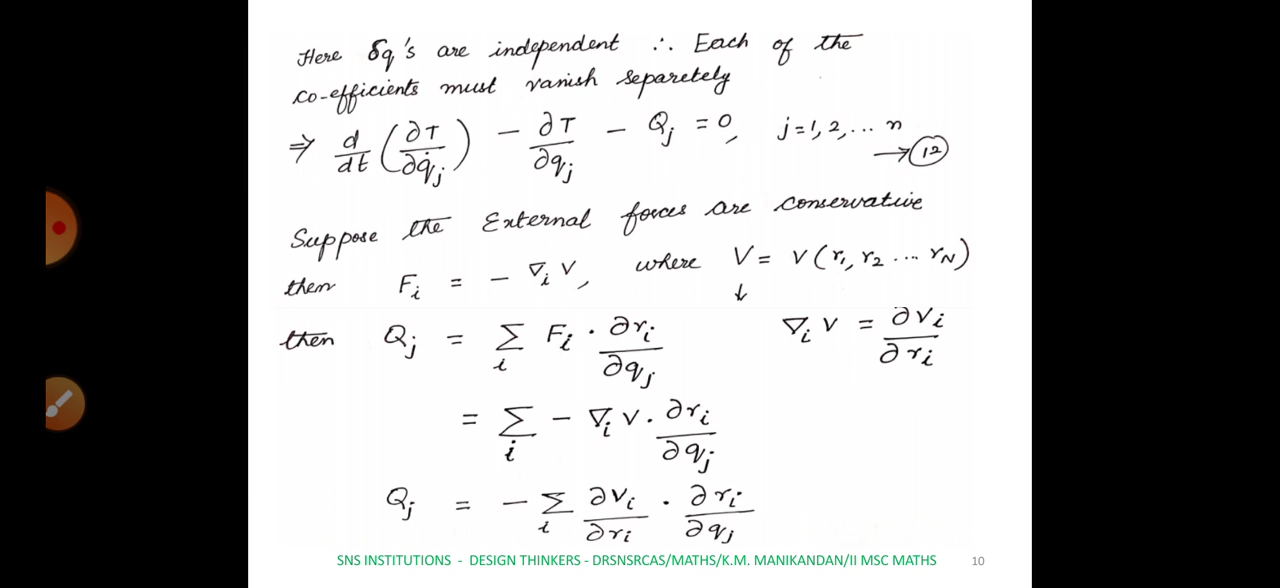 Here δq's are independent ∴ Each of the
co-efficients must vanish separetely
⇒ d/dt (∂T/∂q̇j) − ∂T/∂qj − Qj = 0, j = 1, 2, ... n
→ (12)
Suppose the External forces are conservative
then Fi = − ∇i V, where V = V(r1, r2 ... rN)
↓
then Qj = Σi Fi · ∂ri/∂qj ∇i V = ∂Vi/∂ri
= Σi − ∇i V · ∂ri/∂qj
Qj = − Σi ∂Vi/∂ri · ∂ri/∂qj
SNS INSTITUTIONS - DESIGN THINKERS - DRSNSRCAS/MATHS/K.M. MANIKANDAN/II MSC MATHS 10